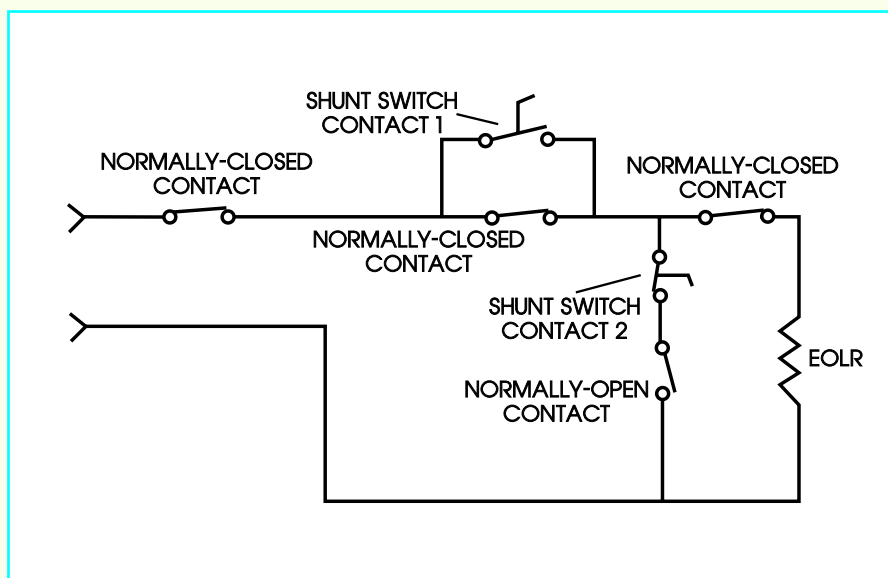 SHUNT SWITCH
CONTACT 1
NORMALLY-CLOSED
CONTACT
NORMALLY-CLOSED
CONTACT
NORMALLY-CLOSED
CONTACT
SHUNT SWITCH
CONTACT 2
EOLR
NORMALLY-OPEN
CONTACT